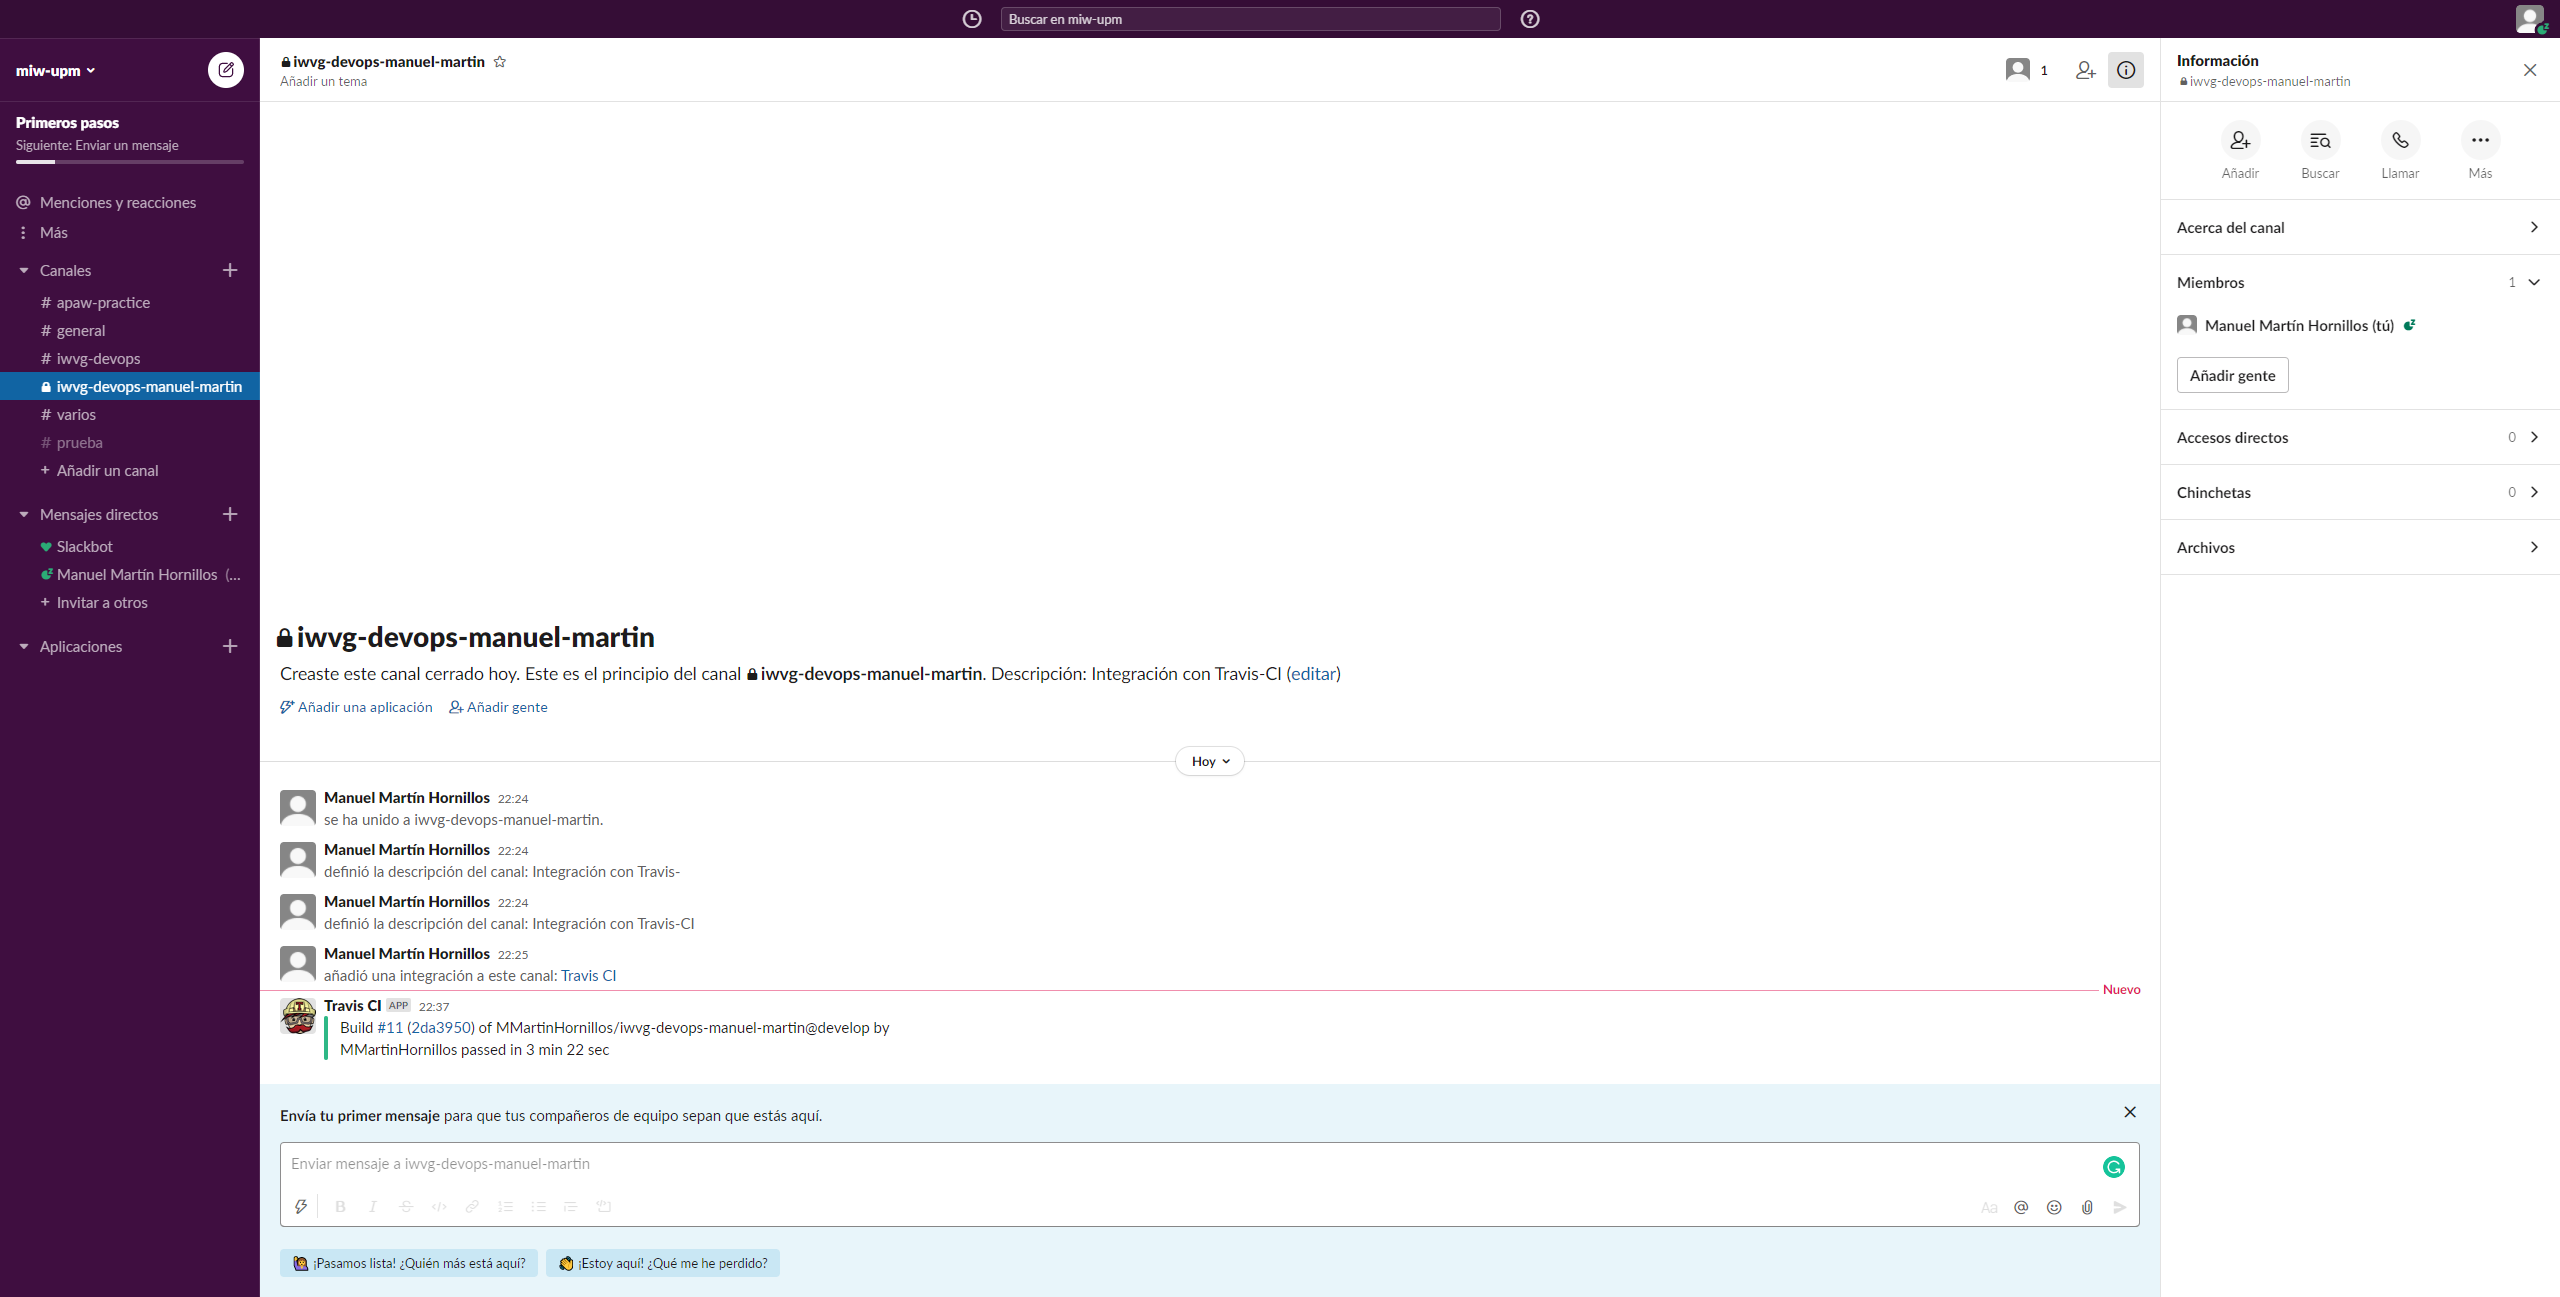 Buscar en miw-upm
miw-upm
Primeros pasos
Siguiente: Enviar un mensaje
Menciones y reacciones
Más
Canales
# apaw-practice
# general
# iwvg-devops
iwvg-devops-manuel-martin
# varios
# prueba
+ Añadir un canal
Mensajes directos
Slackbot
Manuel Martín Hornillos (...
+ Invitar a otros
Aplicaciones
iwvg-devops-manuel-martin
Añadir un tema
1
iwvg-devops-manuel-martin
Creaste este canal cerrado hoy. Este es el principio del canal iwvg-devops-manuel-martin. Descripción: Integración con Travis-CI (editar)
Añadir una aplicación Añadir gente
Hoy
Manuel Martín Hornillos 22:24
se ha unido a iwvg-devops-manuel-martin.
Manuel Martín Hornillos 22:24
definió la descripción del canal: Integración con Travis-
Manuel Martín Hornillos 22:24
definió la descripción del canal: Integración con Travis-CI
Manuel Martín Hornillos 22:25
añadió una integración a este canal: Travis CI
Nuevo
Travis CI APP 22:37
Build #11 (2da3950) of MMartinHornillos/iwvg-devops-manuel-martin@develop by
MMartinHornillos passed in 3 min 22 sec
Envía tu primer mensaje para que tus compañeros de equipo sepan que estás aquí.
Enviar mensaje a iwvg-devops-manuel-martin
B I S </> Aa @
¡Pasamos lista! ¿Quién más está aquí? ¡Estoy aquí! ¿Qué me he perdido?
Información
iwvg-devops-manuel-martin
Añadir Buscar Llamar Más
Acerca del canal
Miembros 1
Manuel Martín Hornillos (tú)
Añadir gente
Accesos directos 0
Chinchetas 0
Archivos